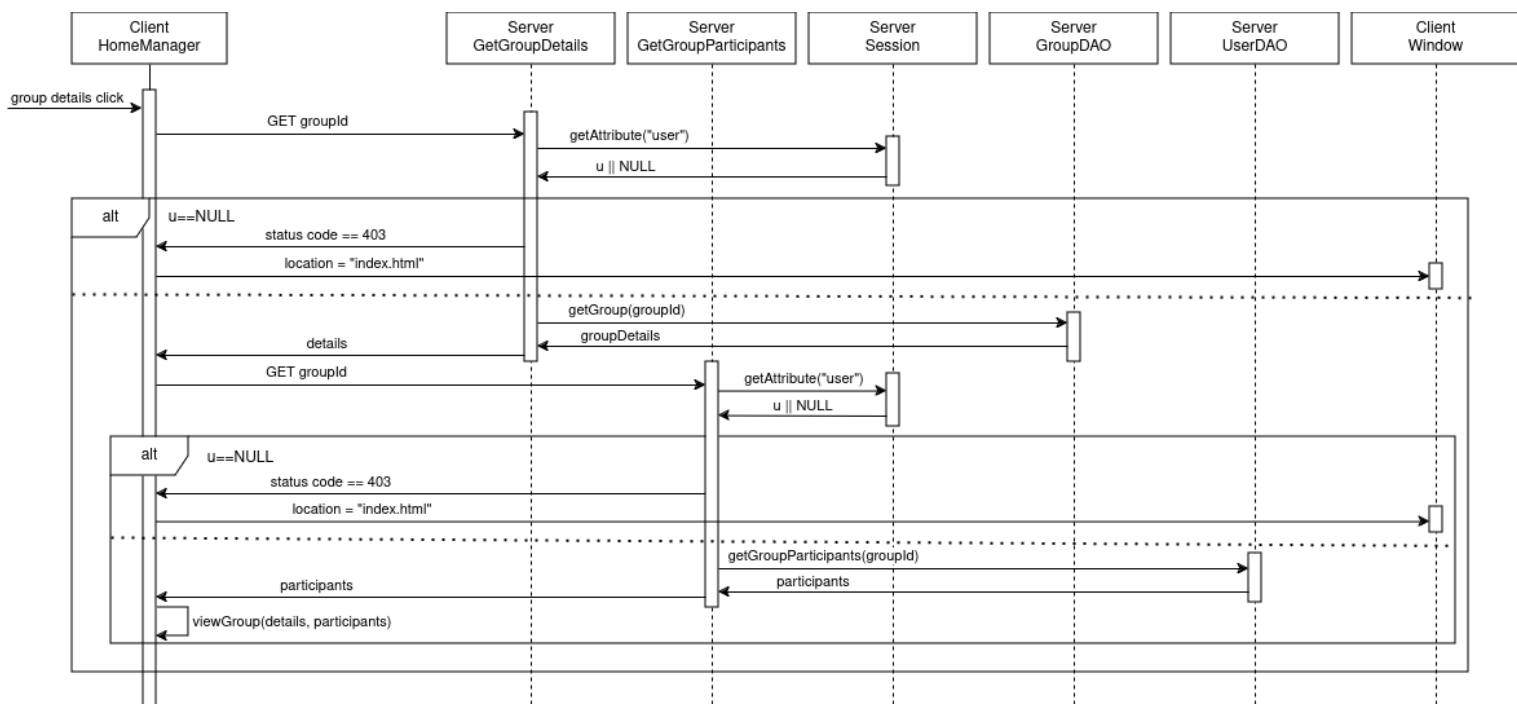 Client
HomeManager
Server
GetGroupDetails
Server
GetGroupParticipants
Server
Session
Server
GroupDAO
Server
UserDAO
Client
Window
group details click
GET groupId
getAttribute("user")
u || NULL
alt
u==NULL
status code == 403
location = "index.html"
getGroup(groupId)
groupDetails
details
GET groupId
getAttribute("user")
u || NULL
alt
u==NULL
status code == 403
location = "index.html"
getGroupParticipants(groupId)
participants
participants
viewGroup(details, participants)